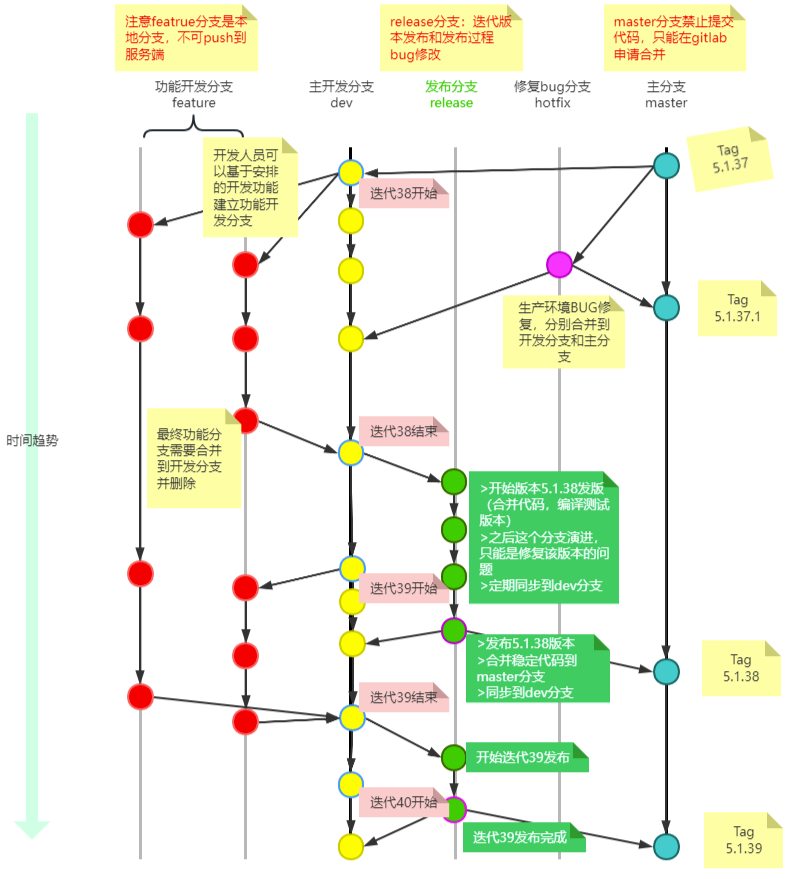 注意featrue分支是本
地分支，不可push到
服务端
release分支：迭代版
本发布和发布过程
bug修改
master分支禁止提交
代码，只能在gitlab
申请合并
功能开发分支
feature
主开发分支
dev
发布分支
release
修复bug分支
hotfix
主分支
master
开发人员可
以基于安排
的开发功能
建立功能开
发分支
Tag
5.1.37
迭代38开始
生产环境BUG修
复，分别合并到
开发分支和主分
支
Tag
5.1.37.1
时间趋势
最终功能分
支需要合并
到开发分支
并删除
迭代38结束
>开始版本5.1.38发版
（合并代码，编译测试
版本）
>之后这个分支演进，
只能是修复该版本的问
题
>定期同步到dev分支
迭代39开始
>发布5.1.38版本
>合并稳定代码到
master分支
>同步到dev分支
Tag
5.1.38
迭代39结束
开始迭代39发布
迭代40开始
迭代39发布完成
Tag
5.1.39